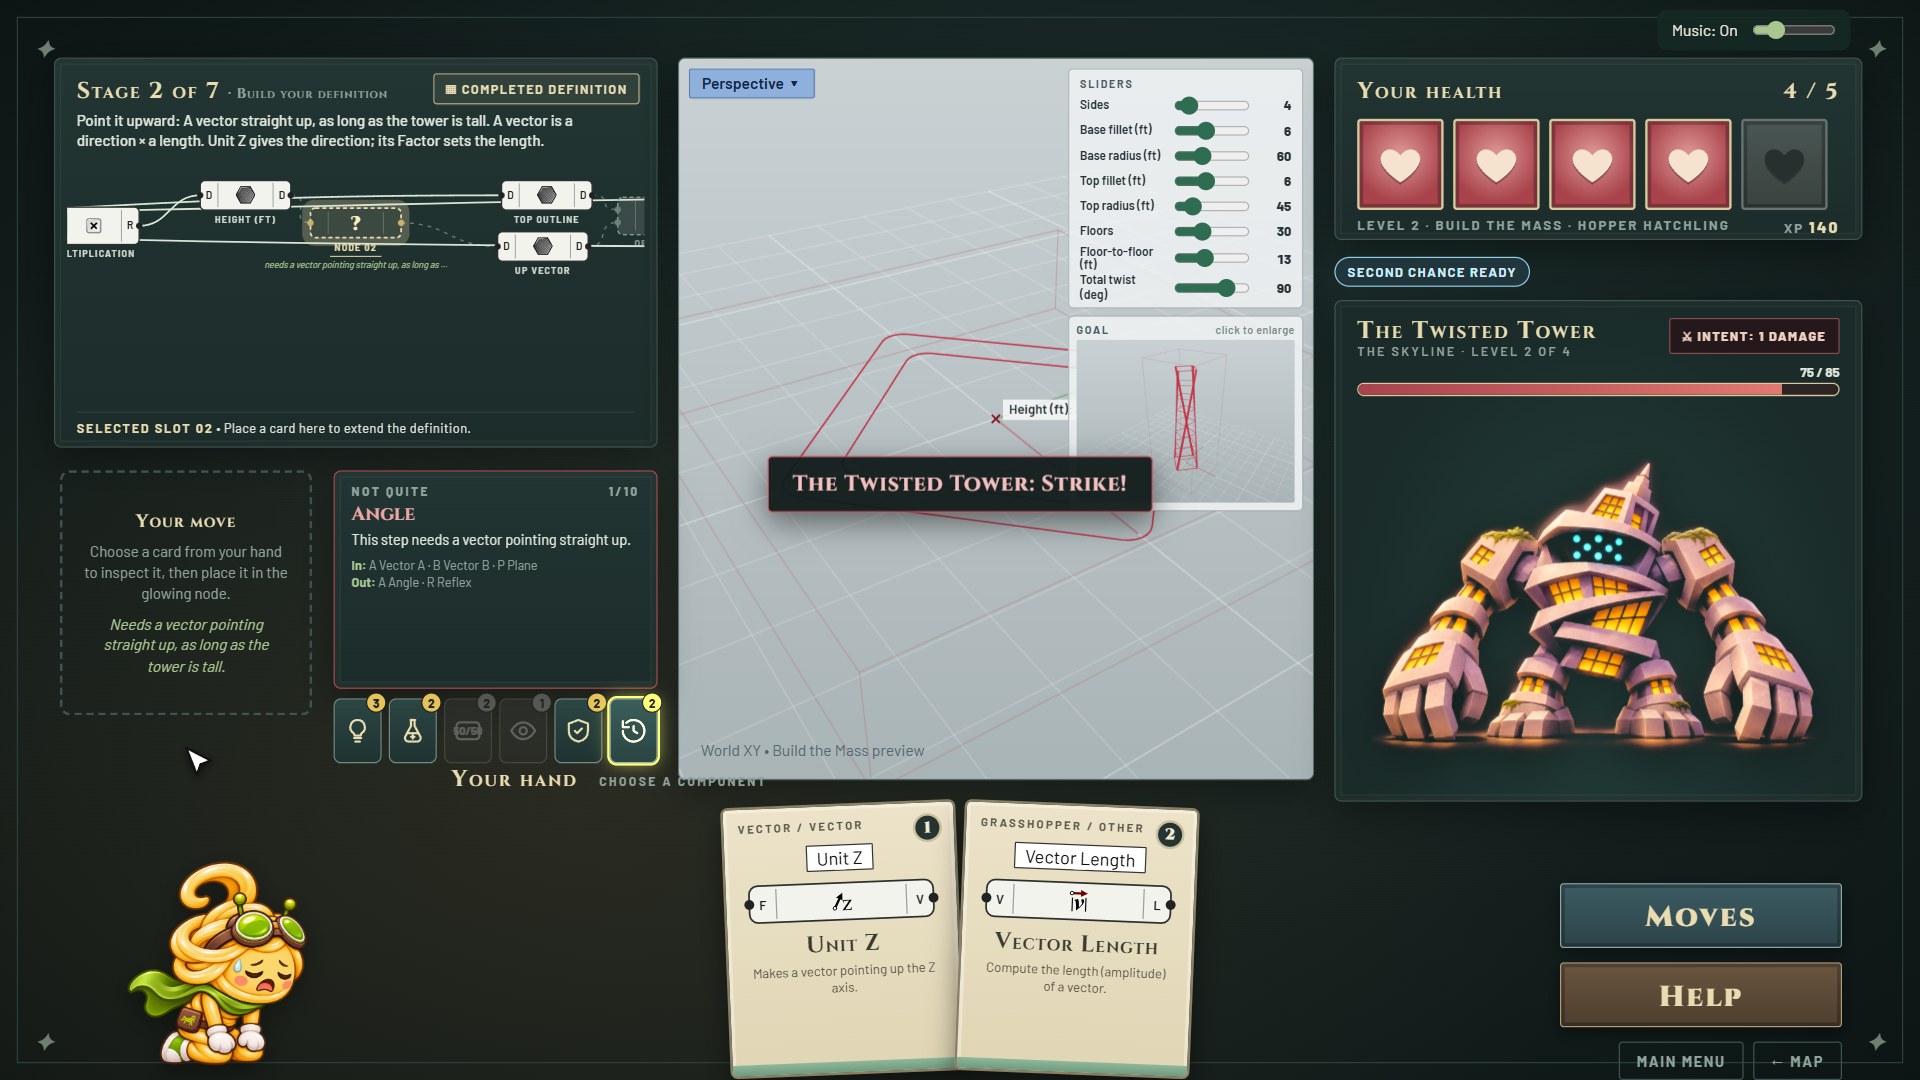 Music: On
Stage 2 of 7 · Build your definition
COMPLETED DEFINITION
Point it upward: A vector straight up, as long as the tower is tall. A vector is a
direction × a length. Unit Z gives the direction; its Factor sets the length.
R
LTIPLICATION
D D
HEIGHT (FT)
?
NODE 02
needs a vector pointing straight up, as long as ...
D D
TOP OUTLINE
D D
UP VECTOR
SELECTED SLOT 02 • Place a card here to extend the definition.
Your move
Choose a card from your hand
to inspect it, then place it in the
glowing node.
Needs a vector pointing
straight up, as long as the
tower is tall.
NOT QUITE 1/10
Angle
This step needs a vector pointing straight up.
In: A Vector A · B Vector B · P Plane
Out: A Angle · R Reflex
3
2
2
50/50
1
2
2
Your hand CHOOSE A COMPONENT
Perspective ▾
SLIDERS
Sides 4
Base fillet (ft) 6
Base radius (ft) 60
Top fillet (ft) 6
Top radius (ft) 45
Floors 30
Floor-to-floor
(ft) 13
Total twist
(deg) 90
GOAL click to enlarge
Height (ft)
The Twisted Tower: Strike!
World XY • Build the Mass preview
VECTOR / VECTOR 1
Unit Z
F Z V
Unit Z
Makes a vector pointing up the Z
axis.
GRASSHOPPER / OTHER 2
Vector Length
V |V| L
Vector Length
Compute the length (amplitude)
of a vector.
Your health 4 / 5
LEVEL 2 · BUILD THE MASS · HOPPER HATCHLING XP 140
SECOND CHANCE READY
The Twisted Tower
THE SKYLINE · LEVEL 2 OF 4
INTENT: 1 DAMAGE
75 / 85
Moves
Help
MAIN MENU
← MAP